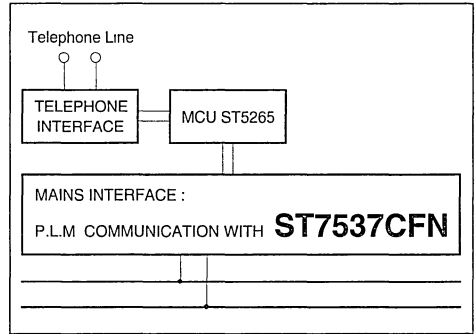 Telephone Line
TELEPHONE
INTERFACE
MCU ST5265
MAINS INTERFACE :
P.L.M COMMUNICATION WITH ST7537CFN